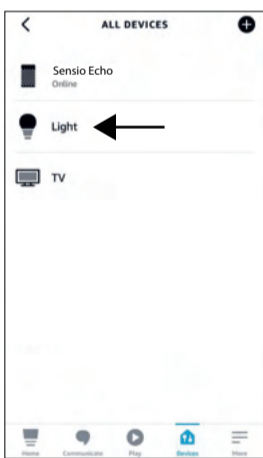 ALL DEVICES
Sensio Echo
Online
Light
TV
Home Communicate Play Devices More